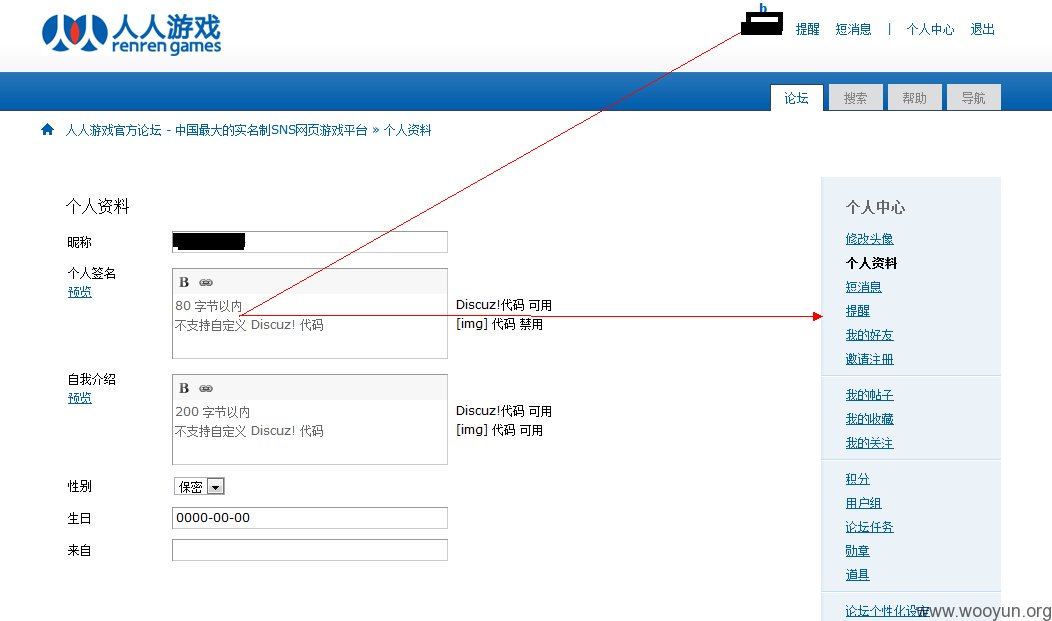 人人游戏
renren games
b
提醒 短消息 | 个人中心 退出
论坛 搜索 帮助 导航
人人游戏官方论坛 - 中国最大的实名制SNS网页游戏平台 » 个人资料
个人资料
昵称
个人签名
预览
B
80 字节以内
不支持自定义 Discuz! 代码
Discuz!代码 可用
[img] 代码 禁用
自我介绍
预览
B
200 字节以内
不支持自定义 Discuz! 代码
Discuz!代码 可用
[img] 代码 可用
性别 保密
生日 0000-00-00
来自
个人中心
修改头像
个人资料
短消息
提醒
我的好友
邀请注册
我的帖子
我的收藏
我的关注
积分
用户组
论坛任务
勋章
道具
论坛个性化设定
www.wooyun.org